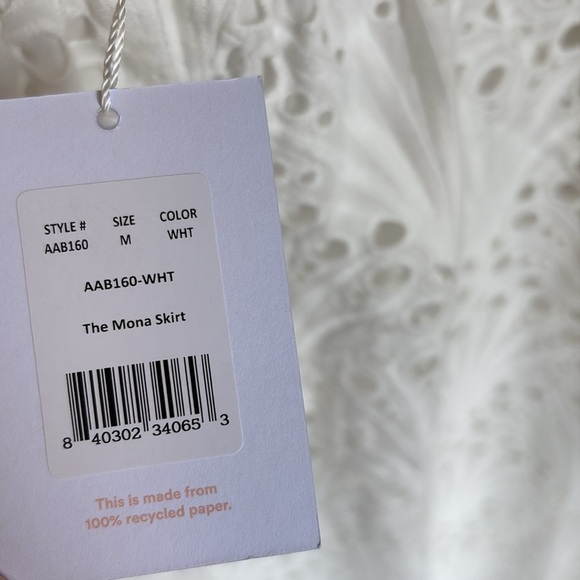 STYLE # SIZE COLOR
AAB160 M WHT
AAB160-WHT
The Mona Skirt
8 40302 34065 3
This is made from
100% recycled paper.